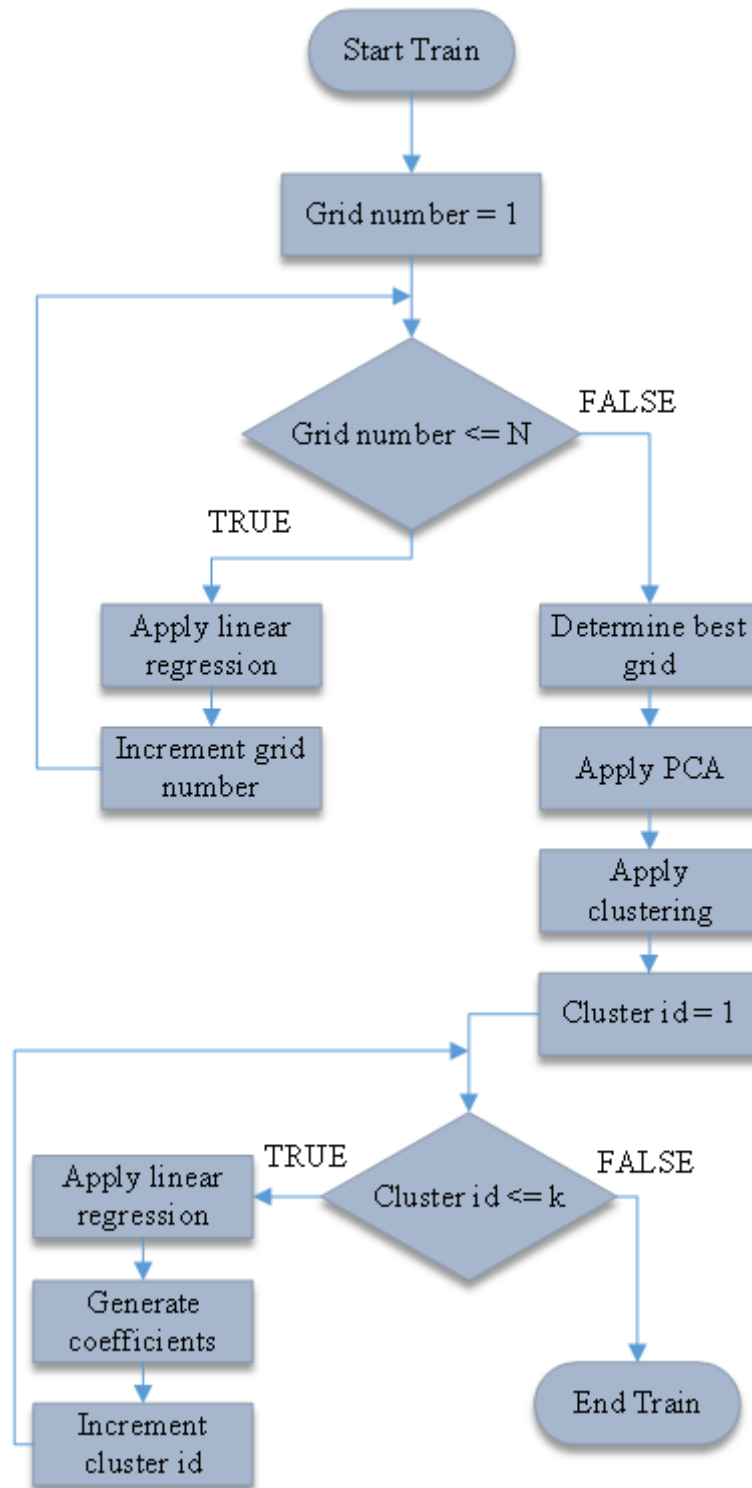 Start Train
Grid number = 1
Grid number <= N
FALSE
TRUE
Apply linear
regression
Increment grid
number
Determine best
grid
Apply PCA
Apply
clustering
Cluster id = 1
Cluster id <= k
TRUE
FALSE
Apply linear
regression
Generate
coefficients
Increment
cluster id
End Train